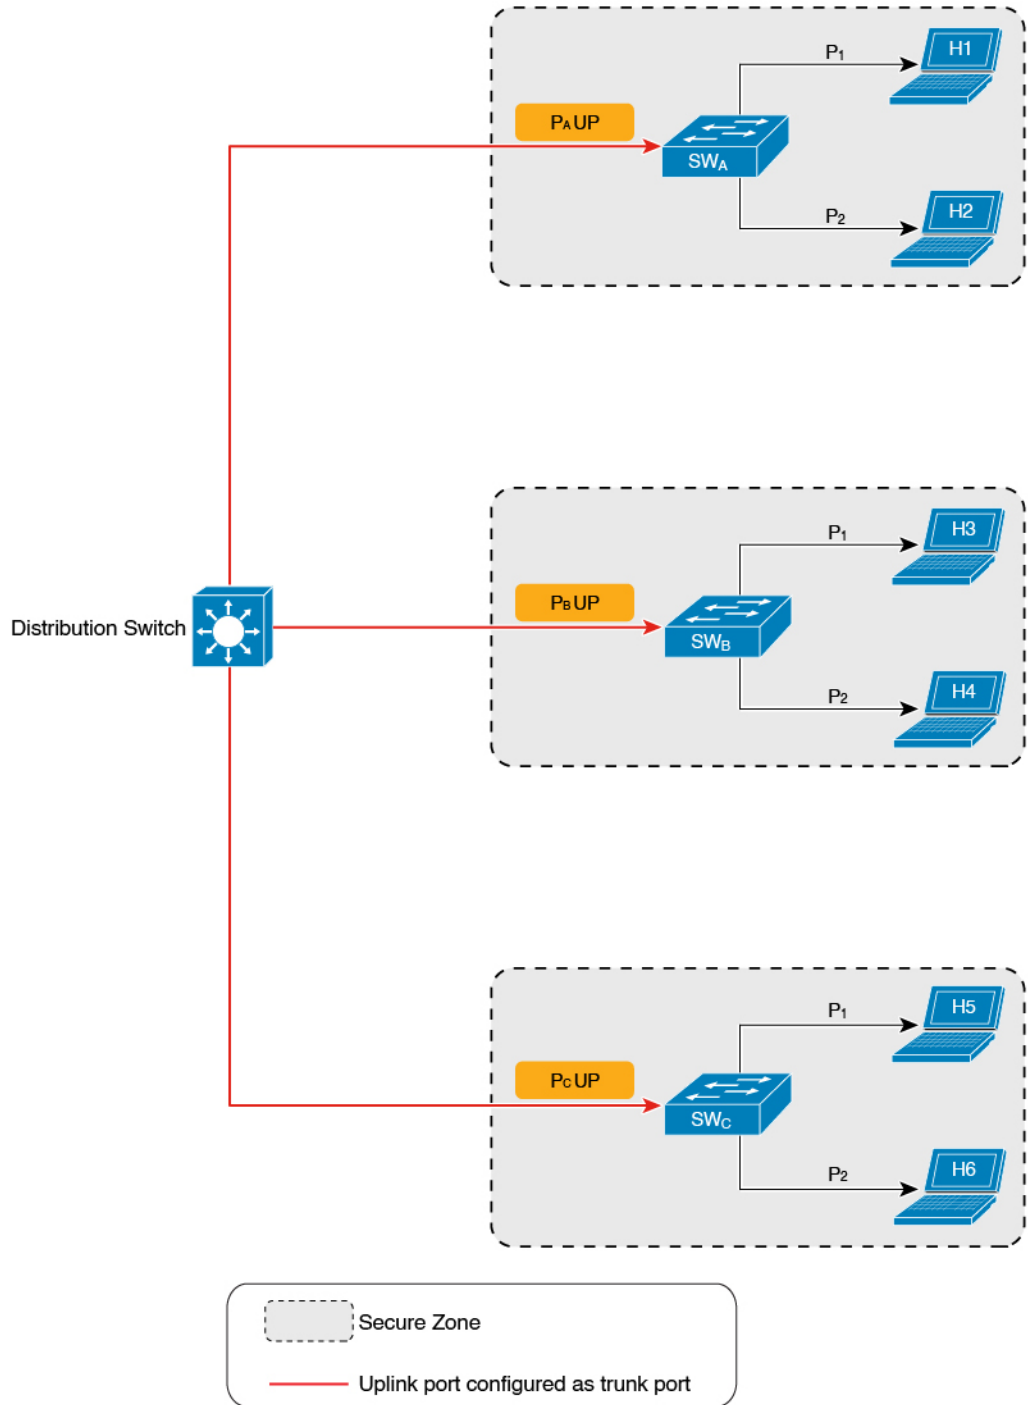 H1
P1
PA UP
SWA
H2
P2
H3
P1
PB UP
Distribution Switch
SWB
H4
P2
H5
P1
PC UP
SWC
H6
P2
Secure Zone
Uplink port configured as trunk port